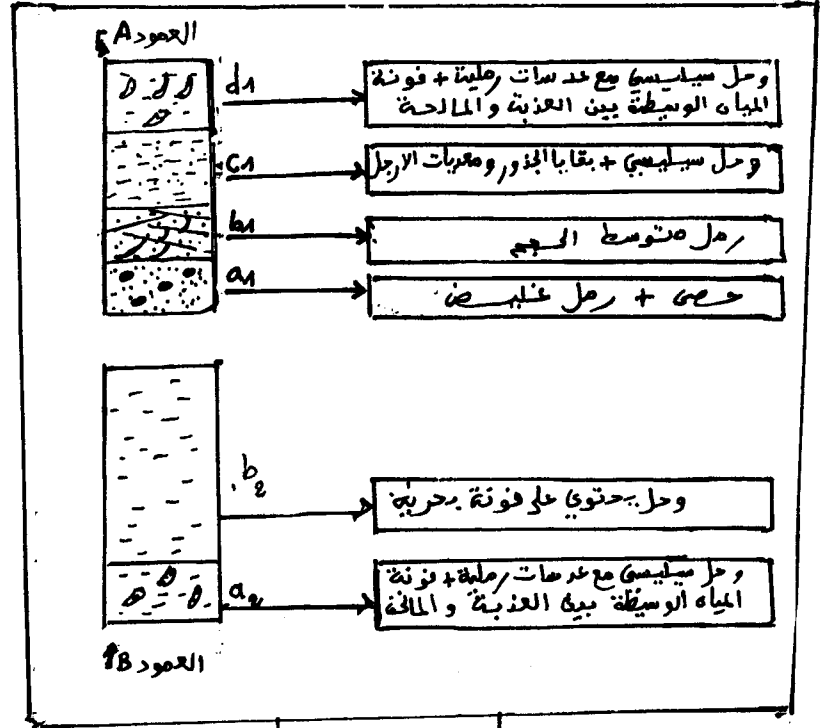 العمود A
d1
وحل سيليسي مع عدسات رملية + فونة
المياه الوسيطة بين العذبة والمالحة
c1
وحل سيليسي + بقايا الجذور ومعديات الارجل
b1
رمل متوسط الحجم
a1
حصى + رمل غليض
b2
وحل يحتوي على فونة بحرية
a2
وحل سيليسي مع عدسات رملية + فونة
المياه الوسيطة بين العذبة والمالحة
العمود B